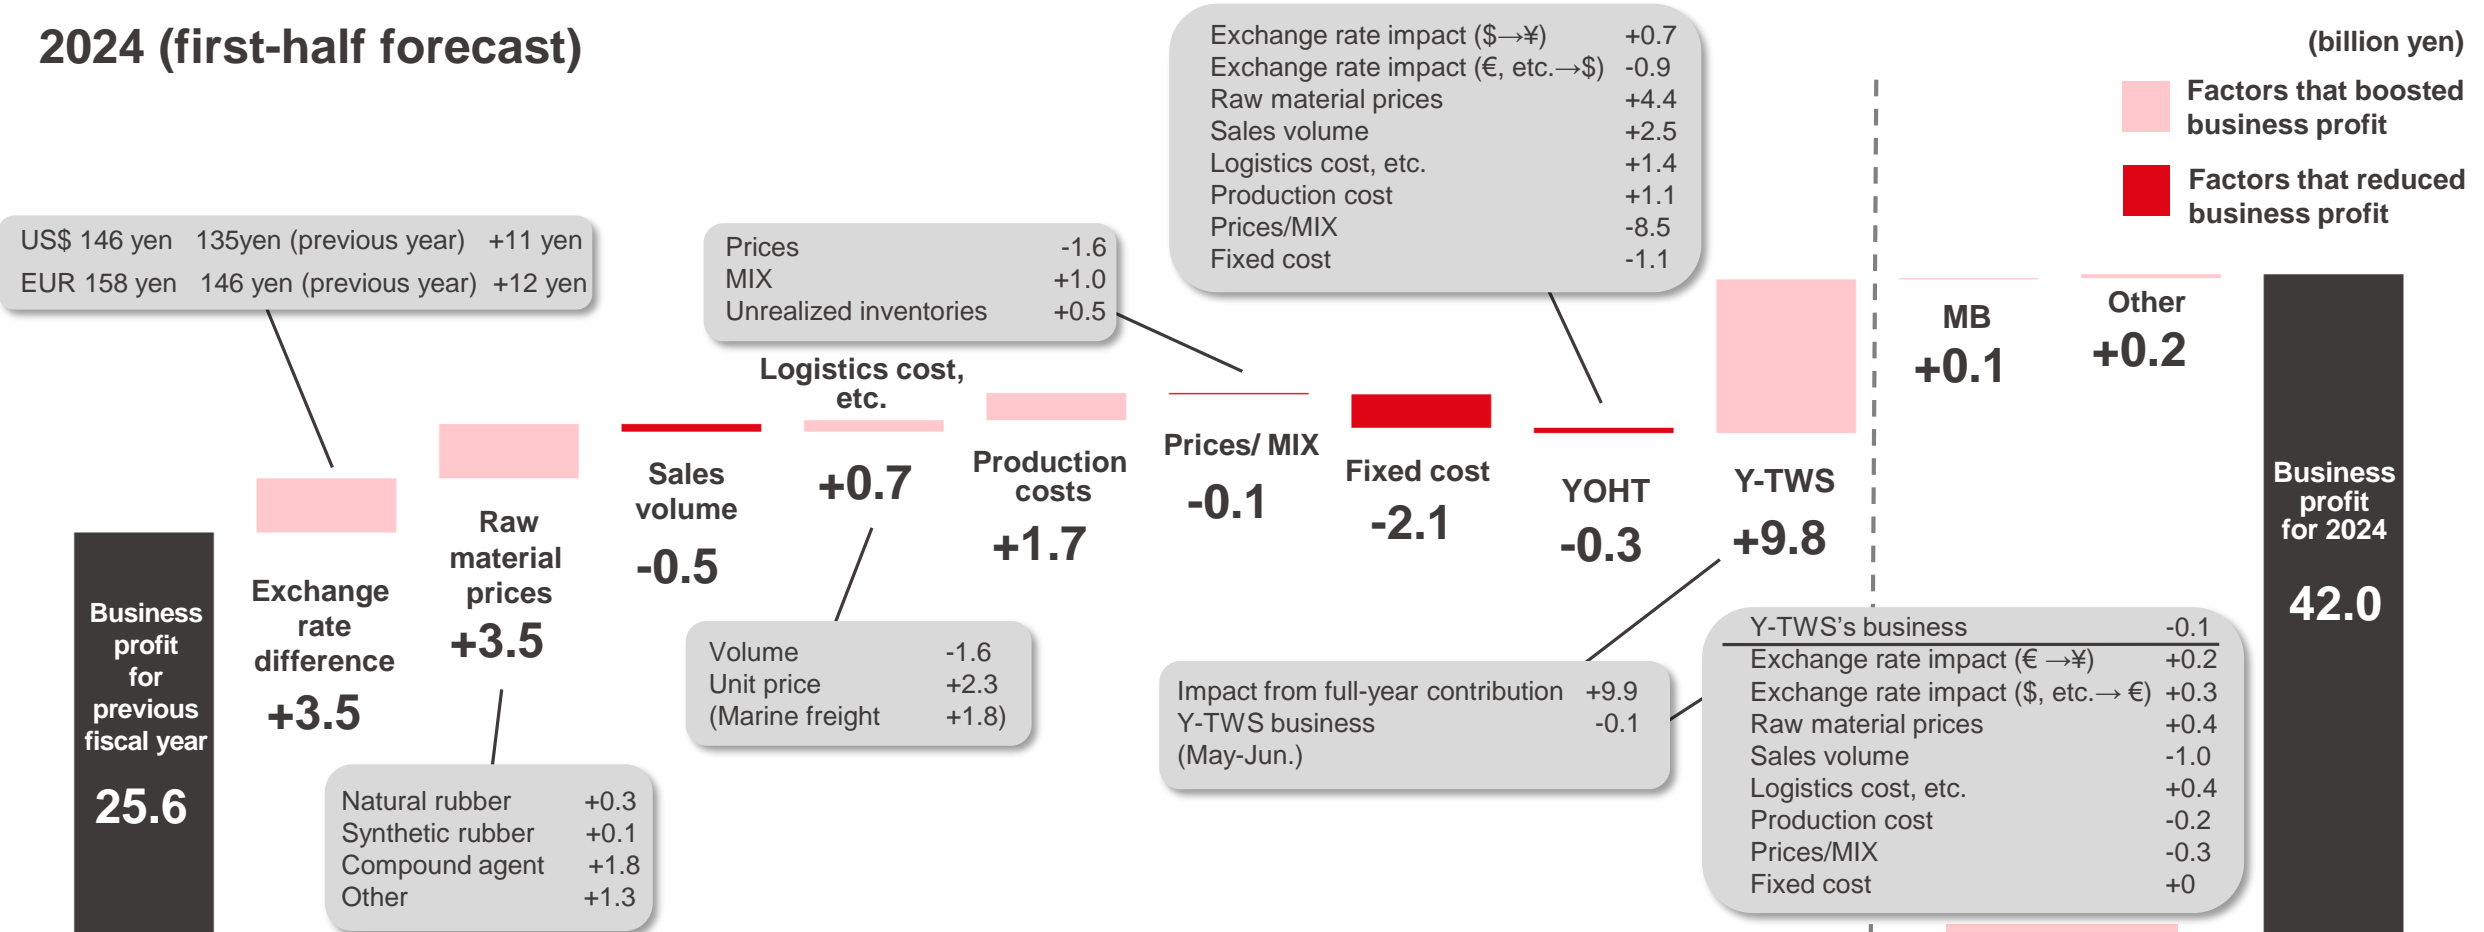 2024 (first-half forecast)
(billion yen)
Factors that boosted
business profit
Factors that reduced
business profit
US$ 146 yen 135yen (previous year) +11 yen
EUR 158 yen 146 yen (previous year) +12 yen
Prices -1.6
MIX +1.0
Unrealized inventories +0.5
Exchange rate impact ($→¥) +0.7
Exchange rate impact (€, etc.→$) -0.9
Raw material prices +4.4
Sales volume +2.5
Logistics cost, etc. +1.4
Production cost +1.1
Prices/MIX -8.5
Fixed cost -1.1
Business
profit
for
previous
fiscal year
25.6
Exchange
rate
difference
+3.5
Raw
material
prices
+3.5
Sales
volume
-0.5
Logistics cost,
etc.
+0.7
Production
costs
+1.7
Prices/ MIX
-0.1
Fixed cost
-2.1
YOHT
-0.3
Y-TWS
+9.8
MB
+0.1
Other
+0.2
Business
profit
for 2024
42.0
Natural rubber +0.3
Synthetic rubber +0.1
Compound agent +1.8
Other +1.3
Volume -1.6
Unit price +2.3
(Marine freight +1.8)
Impact from full-year contribution +9.9
Y-TWS business -0.1
(May-Jun.)
Y-TWS's business -0.1
Exchange rate impact (€ →¥) +0.2
Exchange rate impact ($, etc.→ €) +0.3
Raw material prices +0.4
Sales volume -1.0
Logistics cost, etc. +0.4
Production cost -0.2
Prices/MIX -0.3
Fixed cost +0